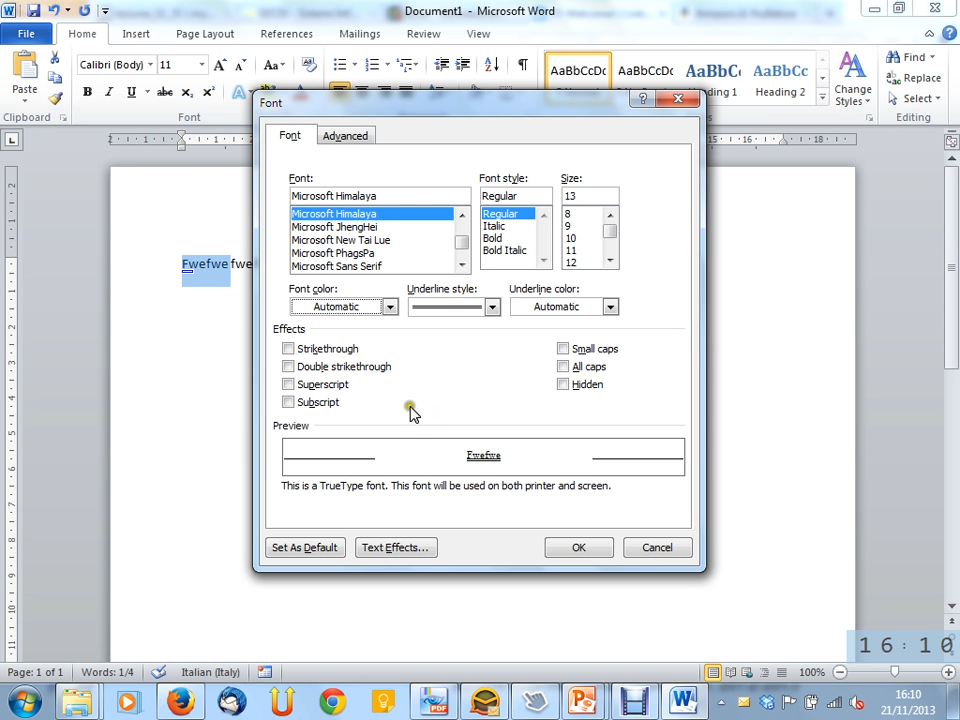 Document1 - Microsoft Word
File Home Insert Page Layout References Mailings Review View
Calibri (Body) 11 Aa
AaBbCcDc AaBbCcDc AaBbC AaBbCc
Paste
B I U abc x₂ x² A
Heading 1 Heading 2 Change Styles
Find
Replace
Select
Clipboard Font Editing
Font
Font Advanced
Font: Font style: Size:
Microsoft Himalaya Regular 13
Microsoft Himalaya Regular 8
Microsoft JhengHei Italic 9
Microsoft New Tai Lue Bold 10
Microsoft PhagsPa Bold Italic 11
Microsoft Sans Serif 12
Fwefwe fwe
Font color: Underline style: Underline color:
Automatic Automatic
Effects
Strikethrough Small caps
Double strikethrough All caps
Superscript Hidden
Subscript
Preview
Fwefwe
This is a TrueType font. This font will be used on both printer and screen.
Set As Default Text Effects... OK Cancel
16:10
Page: 1 of 1 Words: 1/4 Italian (Italy) 100%
PDF
16:10
21/11/2013